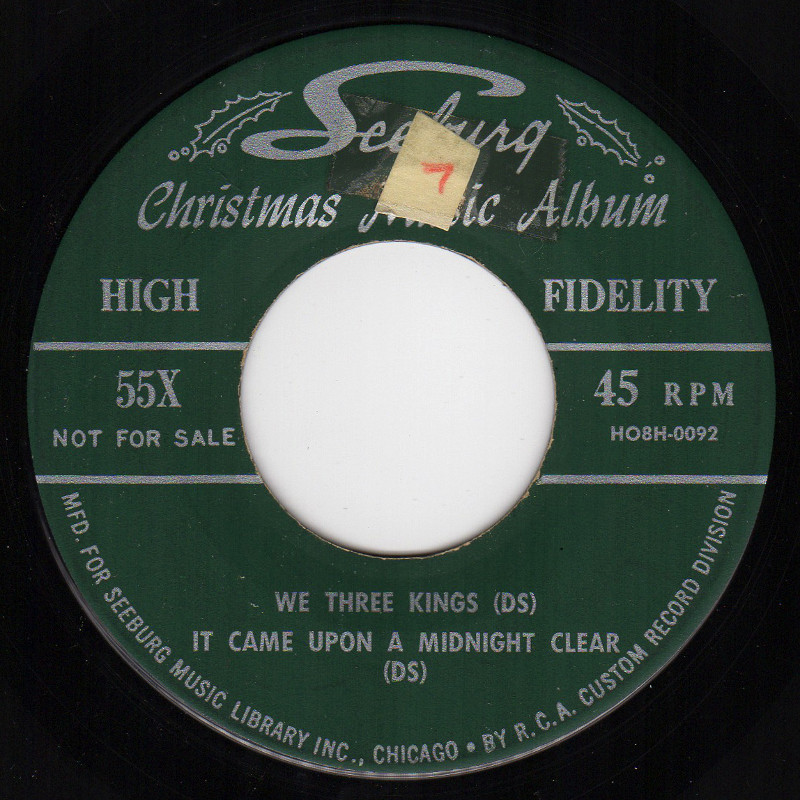 Seeburg
7
Christmas Music Album
HIGH FIDELITY
55X 45 RPM
NOT FOR SALE HO8H-0092
WE THREE KINGS (DS)
IT CAME UPON A MIDNIGHT CLEAR
(DS)
MFD. FOR SEEBURG MUSIC LIBRARY INC., CHICAGO • BY R.C.A. CUSTOM RECORD DIVISION